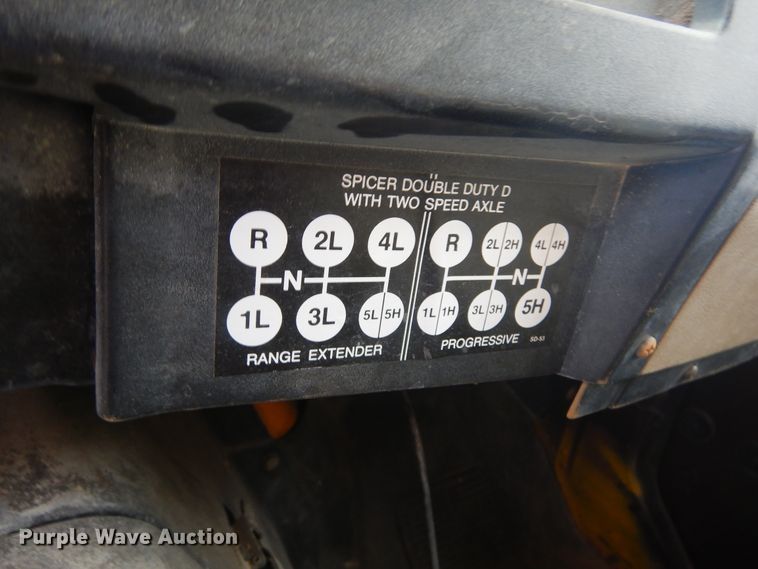 SPICER DOUBLE DUTY D
WITH TWO SPEED AXLE
R 2L 4L
N
1L 3L 5L 5H
RANGE EXTENDER
R 2L 2H 4L 4H
N
1L 1H 3L 3H 5H
PROGRESSIVE SD-53
Purple Wave Auction